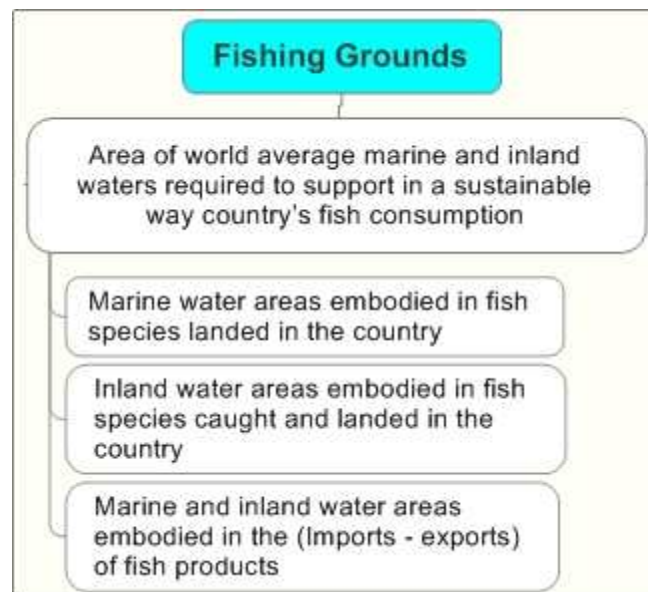 Fishing Grounds
Area of world average marine and inland
waters required to support in a sustainable
way country's fish consumption
Marine water areas embodied in fish
species landed in the country
Inland water areas embodied in fish
species caught and landed in the
country
Marine and inland water areas
embodied in the (Imports - exports)
of fish products